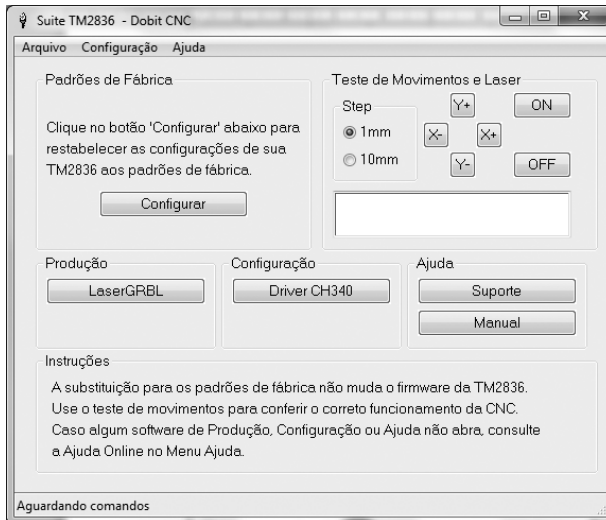 Suite TM2836 - Dobit CNC
Arquivo Configuração Ajuda
Padrões de Fábrica
Clique no botão 'Configurar' abaixo para
restabelecer as configurações de sua
TM2836 aos padrões de fábrica.
Configurar
Teste de Movimentos e Laser
Step
1mm
10mm
Y+
X- X+
Y-
ON
OFF
Produção
LaserGRBL
Configuração
Driver CH340
Ajuda
Suporte
Manual
Instruções
A substituição para os padrões de fábrica não muda o firmware da TM2836.
Use o teste de movimentos para conferir o correto funcionamento da CNC.
Caso algum software de Produção, Configuração ou Ajuda não abra, consulte
a Ajuda Online no Menu Ajuda.
Aguardando comandos